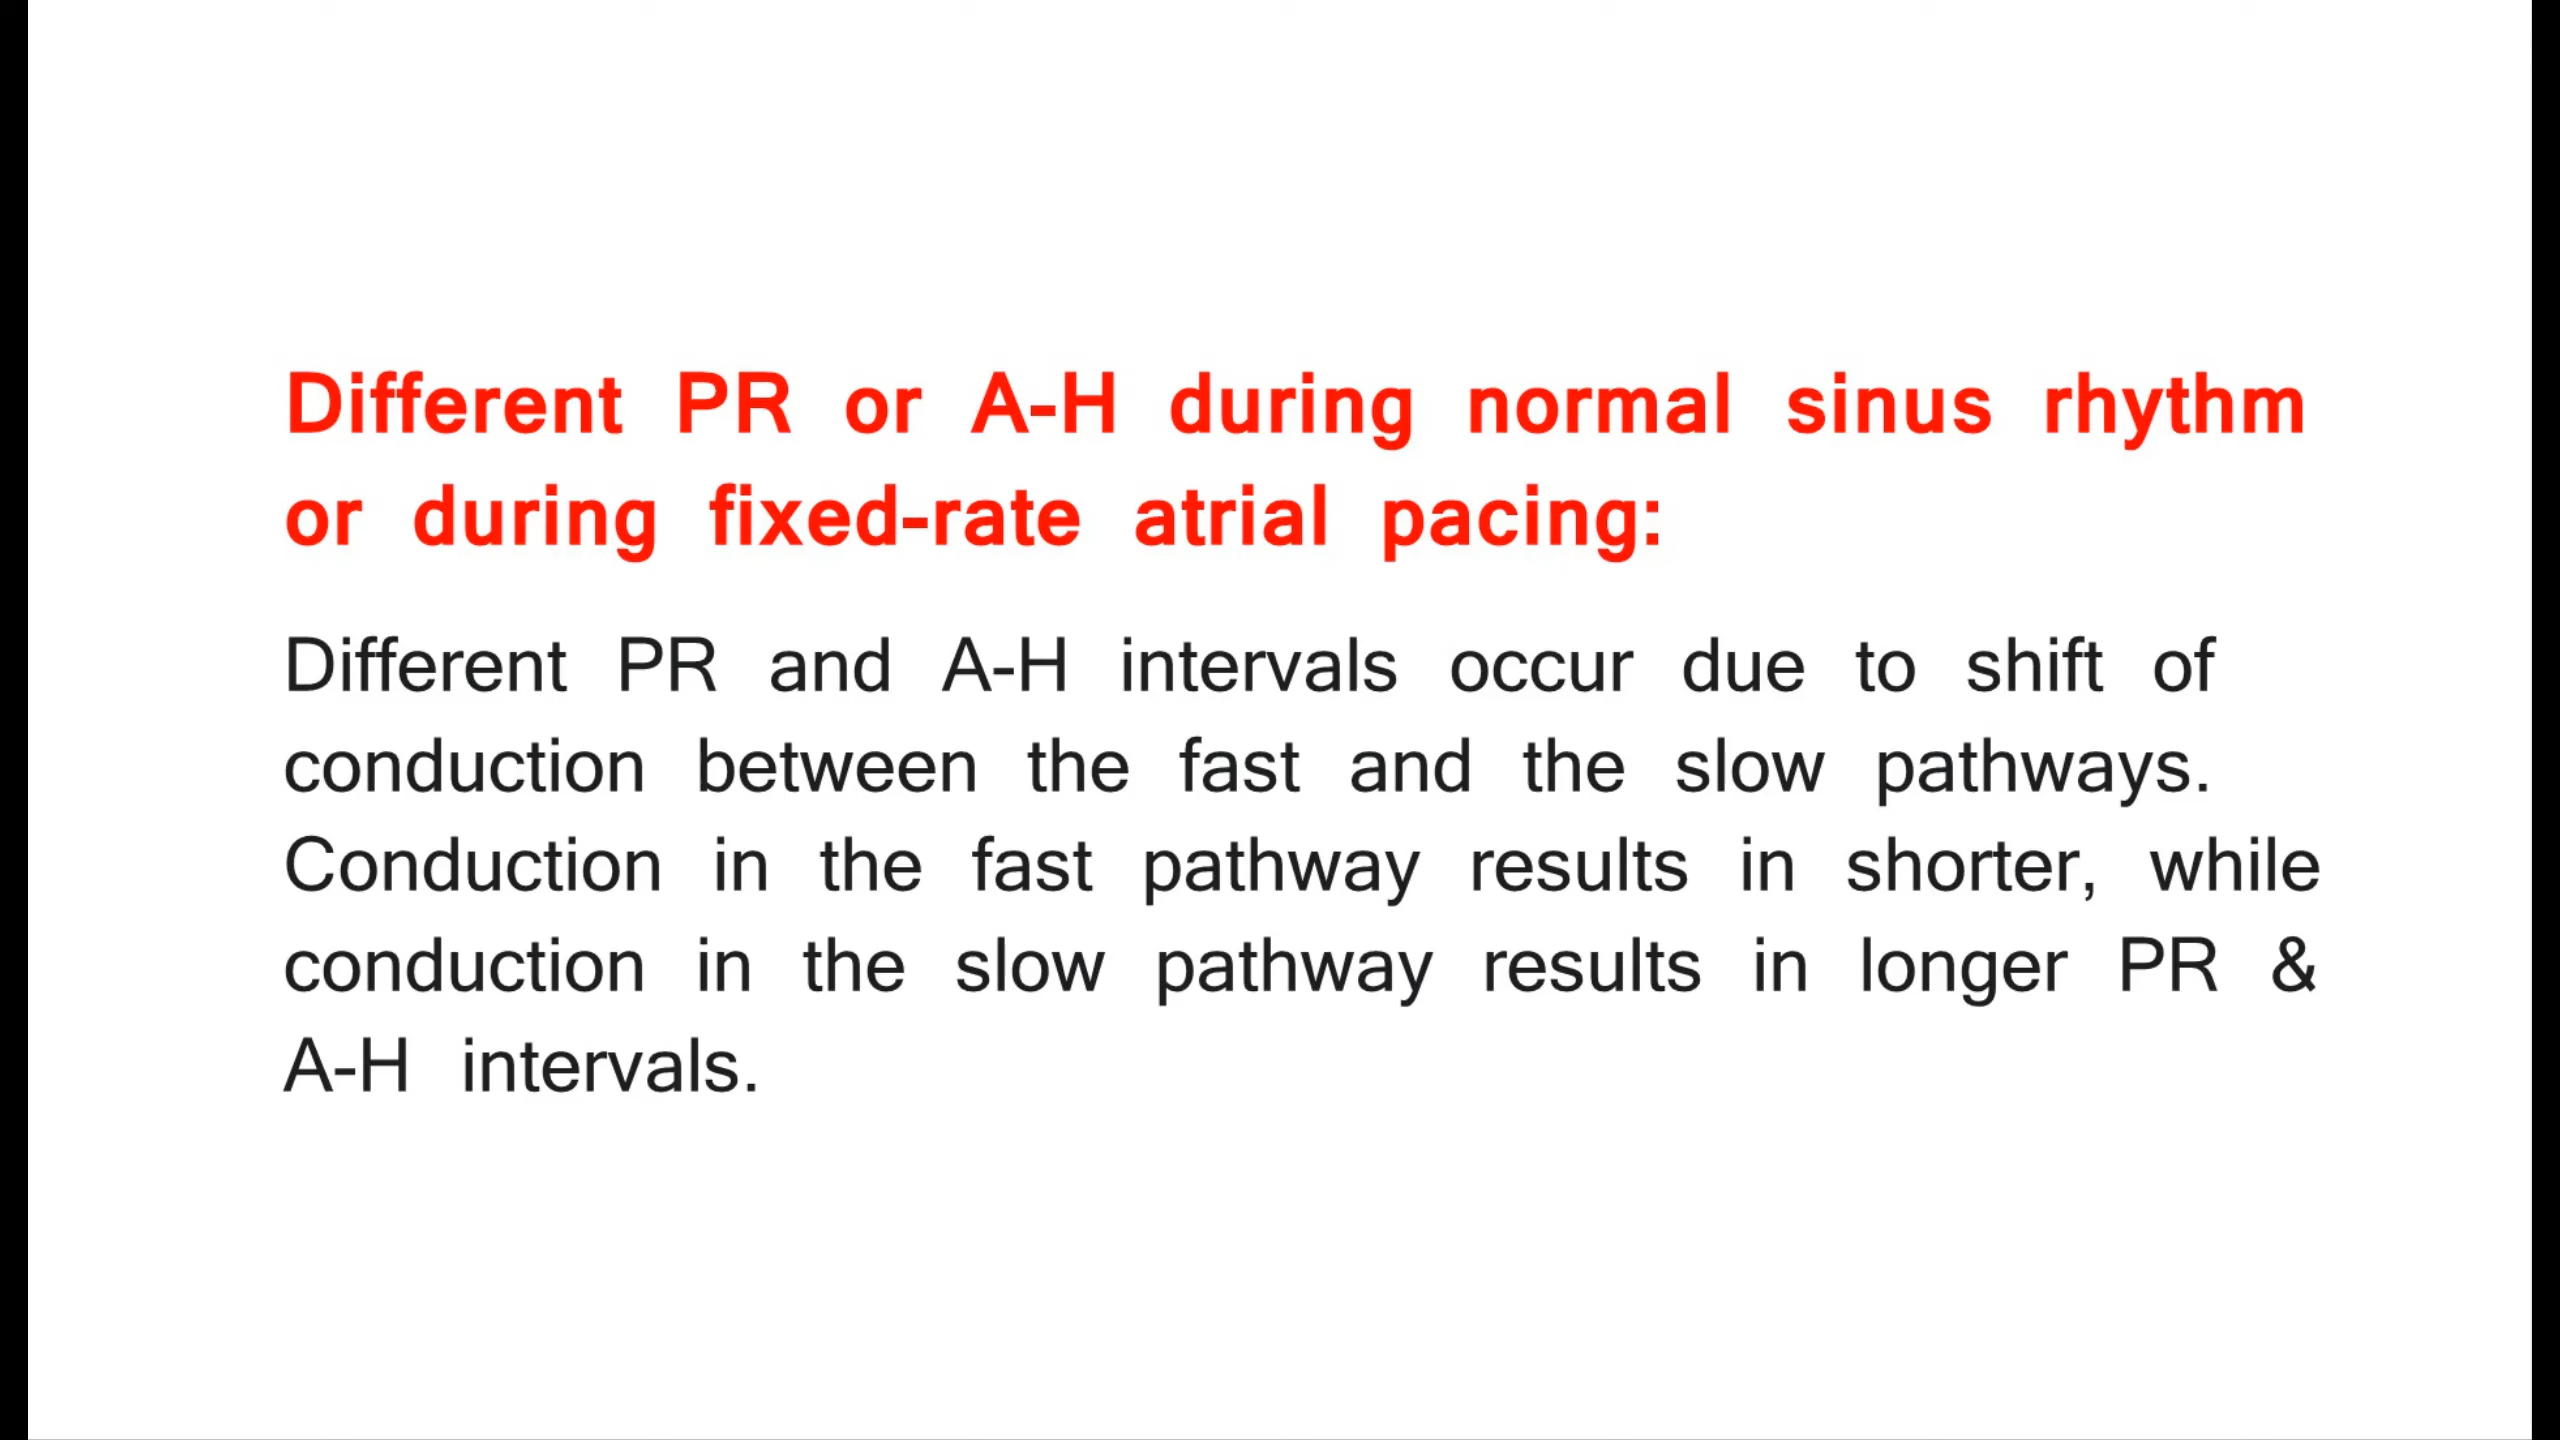 Different PR or A-H during normal sinus rhythm
or during fixed-rate atrial pacing:
Different PR and A-H intervals occur due to shift of
conduction between the fast and the slow pathways.
Conduction in the fast pathway results in shorter, while
conduction in the slow pathway results in longer PR &
A-H intervals.